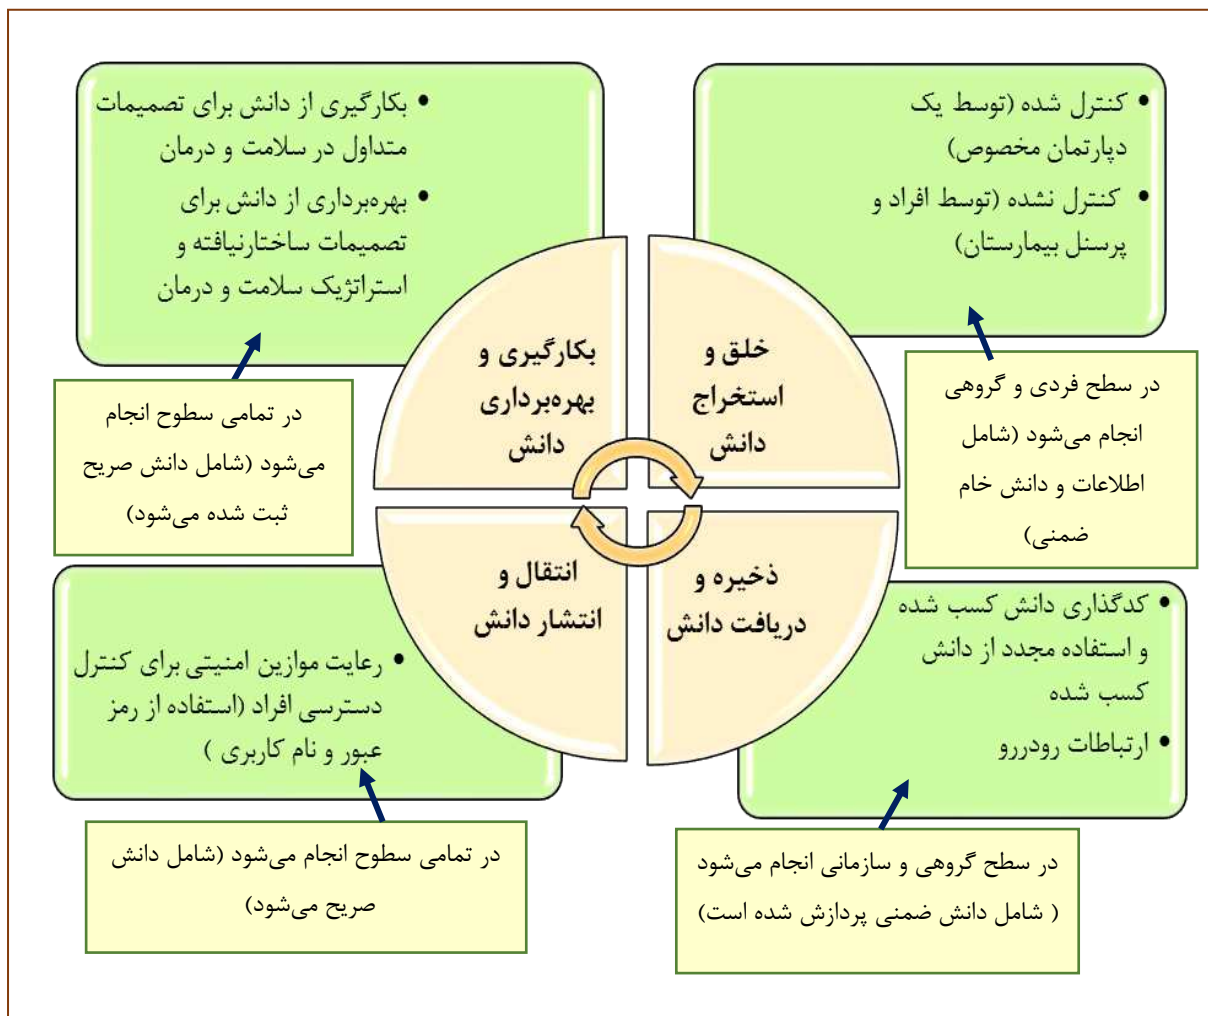 کنترل شده (توسط یک
دپارتمان مخصوص)
کنترل نشده (توسط افراد و
پرسنل بیمارستان)
خلق و
استخراج
دانش
در سطح فردی و گروهی
انجام می‌شود (شامل
اطلاعات و دانش خام
ضمنی)
بکارگیری از دانش برای تصمیمات
متداول در سلامت و درمان
بهره‌برداری از دانش برای
تصمیمات ساختارنیافته و
استراتژیک سلامت و درمان
بکارگیری و
بهره‌برداری
دانش
در تمامی سطوح انجام
می‌شود (شامل دانش صریح
ثبت شده می‌شود)
ذخیره و
دریافت دانش
کدگذاری دانش کسب شده
و استفاده مجدد از دانش
کسب شده
ارتباطات رودررو
در سطح گروهی و سازمانی انجام می‌شود
( شامل دانش ضمنی پردازش شده است)
انتقال و
انتشار دانش
رعایت موازین امنیتی برای کنترل
دسترسی افراد (استفاده از رمز
عبور و نام کاربری )
در تمامی سطوح انجام می‌شود (شامل دانش
صریح می‌شود)